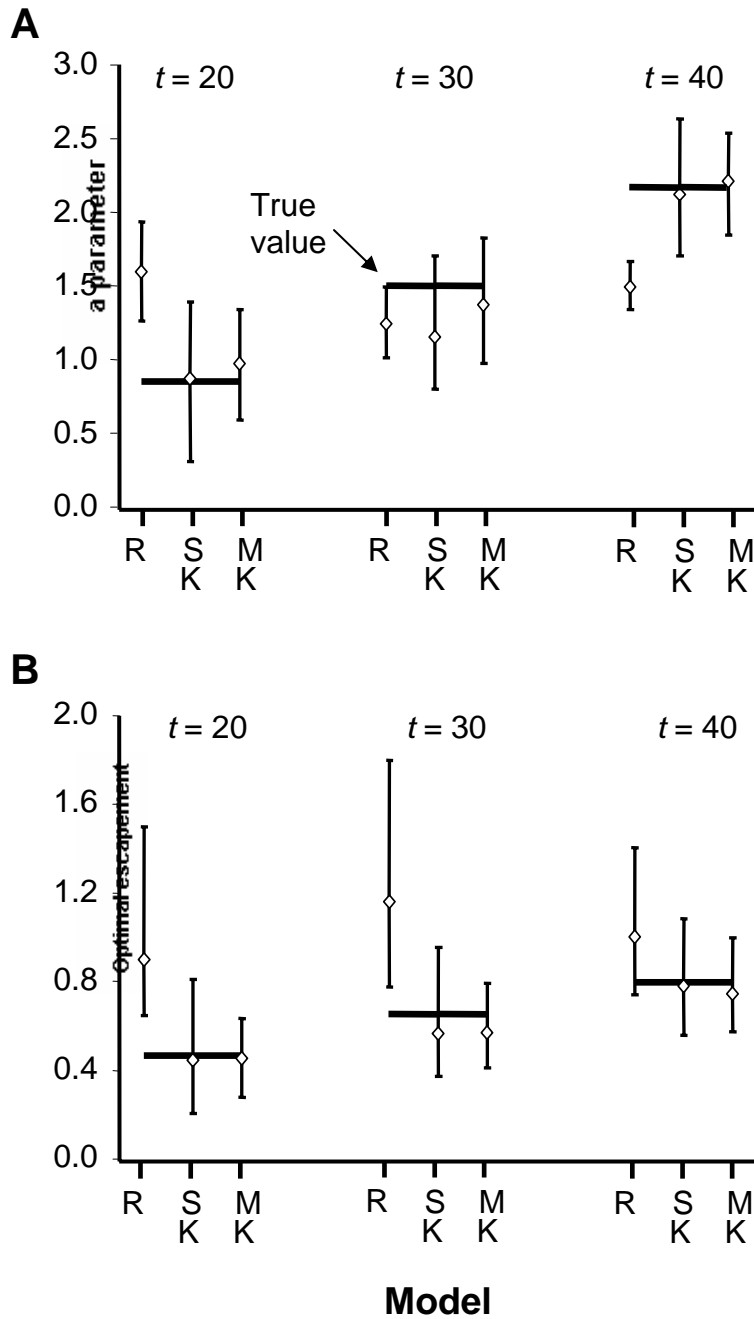 A
t = 20 t = 30 t = 40
3.0
2.5
2.0
1.5
1.0
0.5
0.0
a parameter
True
value
R S M R S M R S M
K K K K K K
B
t = 20 t = 30 t = 40
2.0
1.6
1.2
0.8
0.4
0.0
Optimal escapement
R S M R S M R S M
K K K K K K
Model